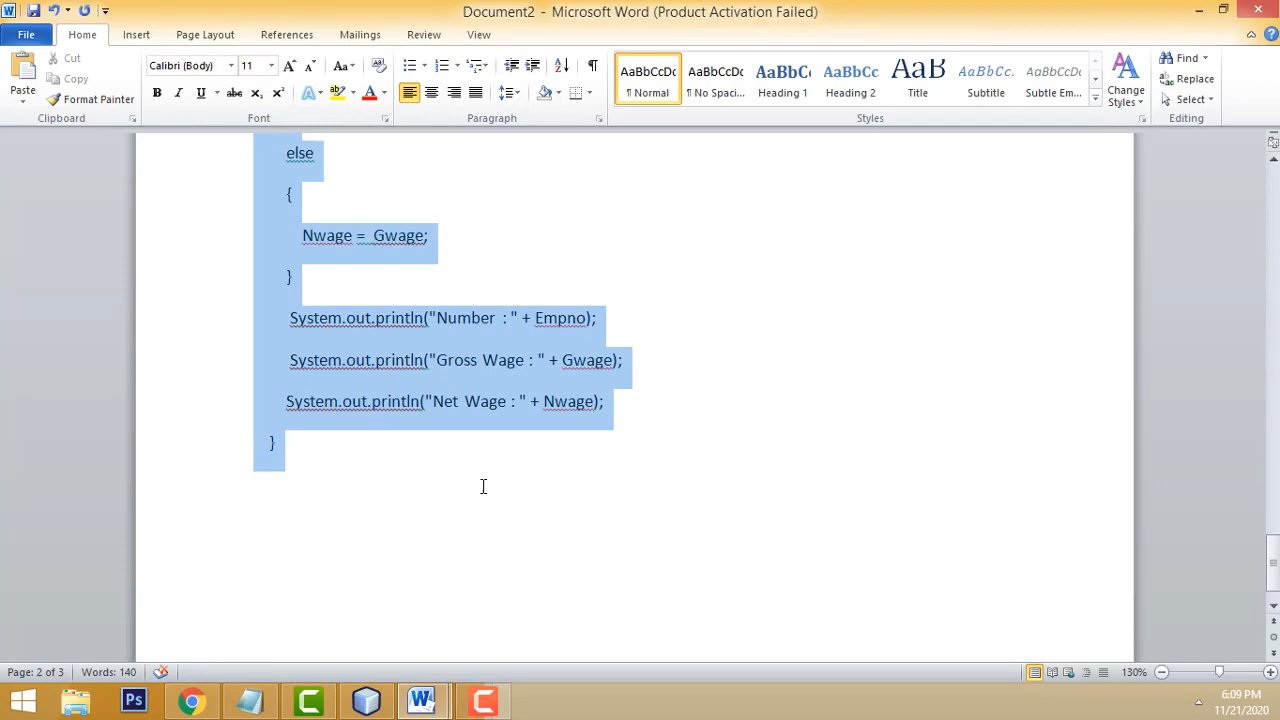 Document2 - Microsoft Word (Product Activation Failed)
File Home Insert Page Layout References Mailings Review View
Paste
Cut
Copy
Format Painter
Clipboard
Calibri (Body) 11
Font
Paragraph
AaBbCcDc AaBbCcDc AaBbC AaBbCc AaB AaBbCc. AaBbCcDc
¶ Normal ¶ No Spaci... Heading 1 Heading 2 Title Subtitle Subtle Em...
Styles
Change Styles
Find
Replace
Select
Editing
else
{
Nwage = Gwage;
}
System.out.println("Number : " + Empno);
System.out.println("Gross Wage : " + Gwage);
System.out.println("Net Wage : " + Nwage);
}
Page: 2 of 3 Words: 140 130%
Ps
6:09 PM
11/21/2020